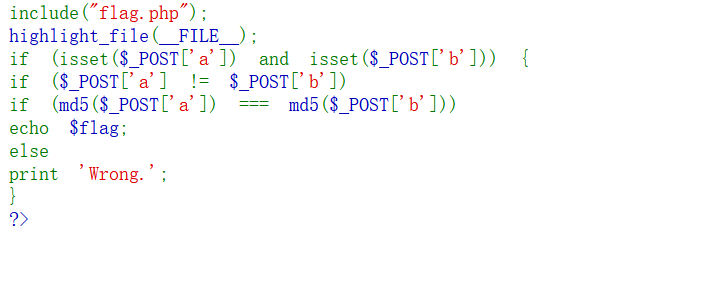 include("flag.php");
highlight_file(__FILE__);
if (isset($_POST['a']) and isset($_POST['b'])) {
if ($_POST['a'] != $_POST['b'])
if (md5($_POST['a']) === md5($_POST['b']))
echo $flag;
else
print 'Wrong.';
}
?>